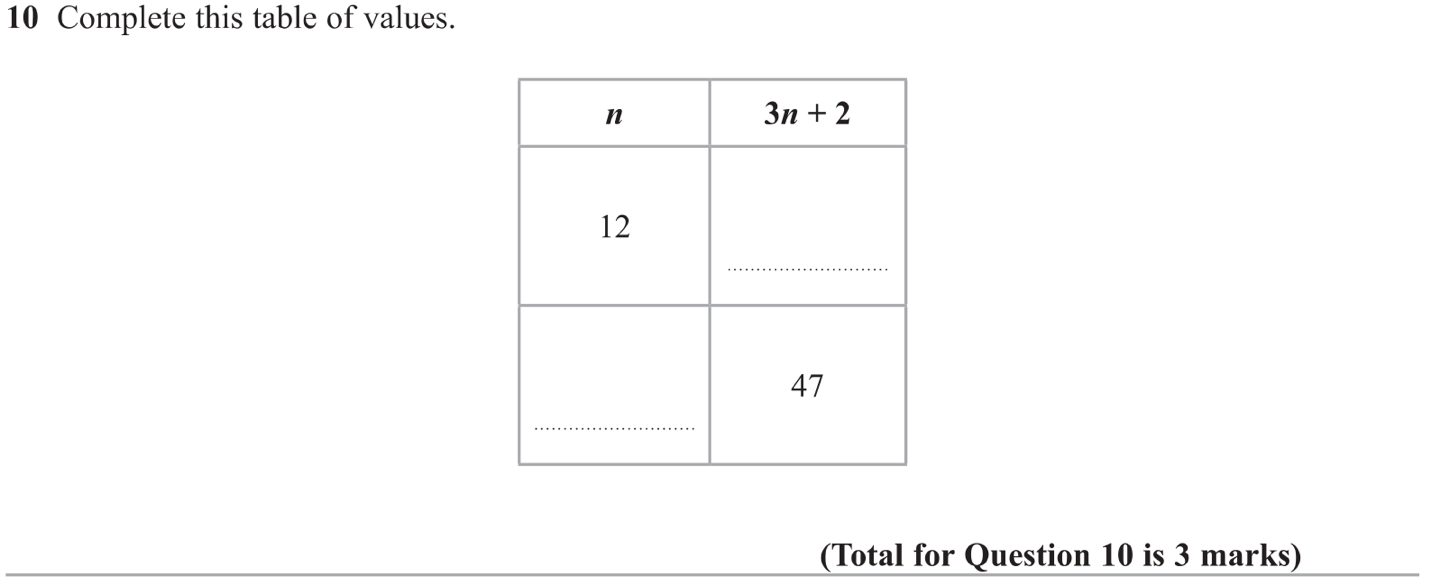 10 Complete this table of values.
n 3n + 2
12
47
(Total for Question 10 is 3 marks)